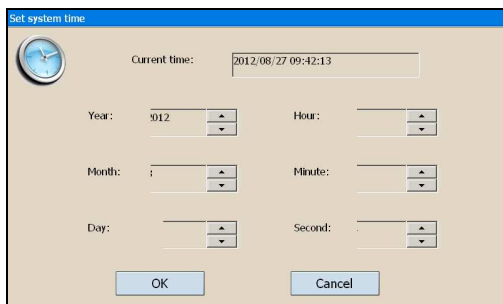 Set system time
Current time: 2012/08/27 09:42:13
Year: 2012 Hour:
Month: Minute:
Day: Second:
OK Cancel